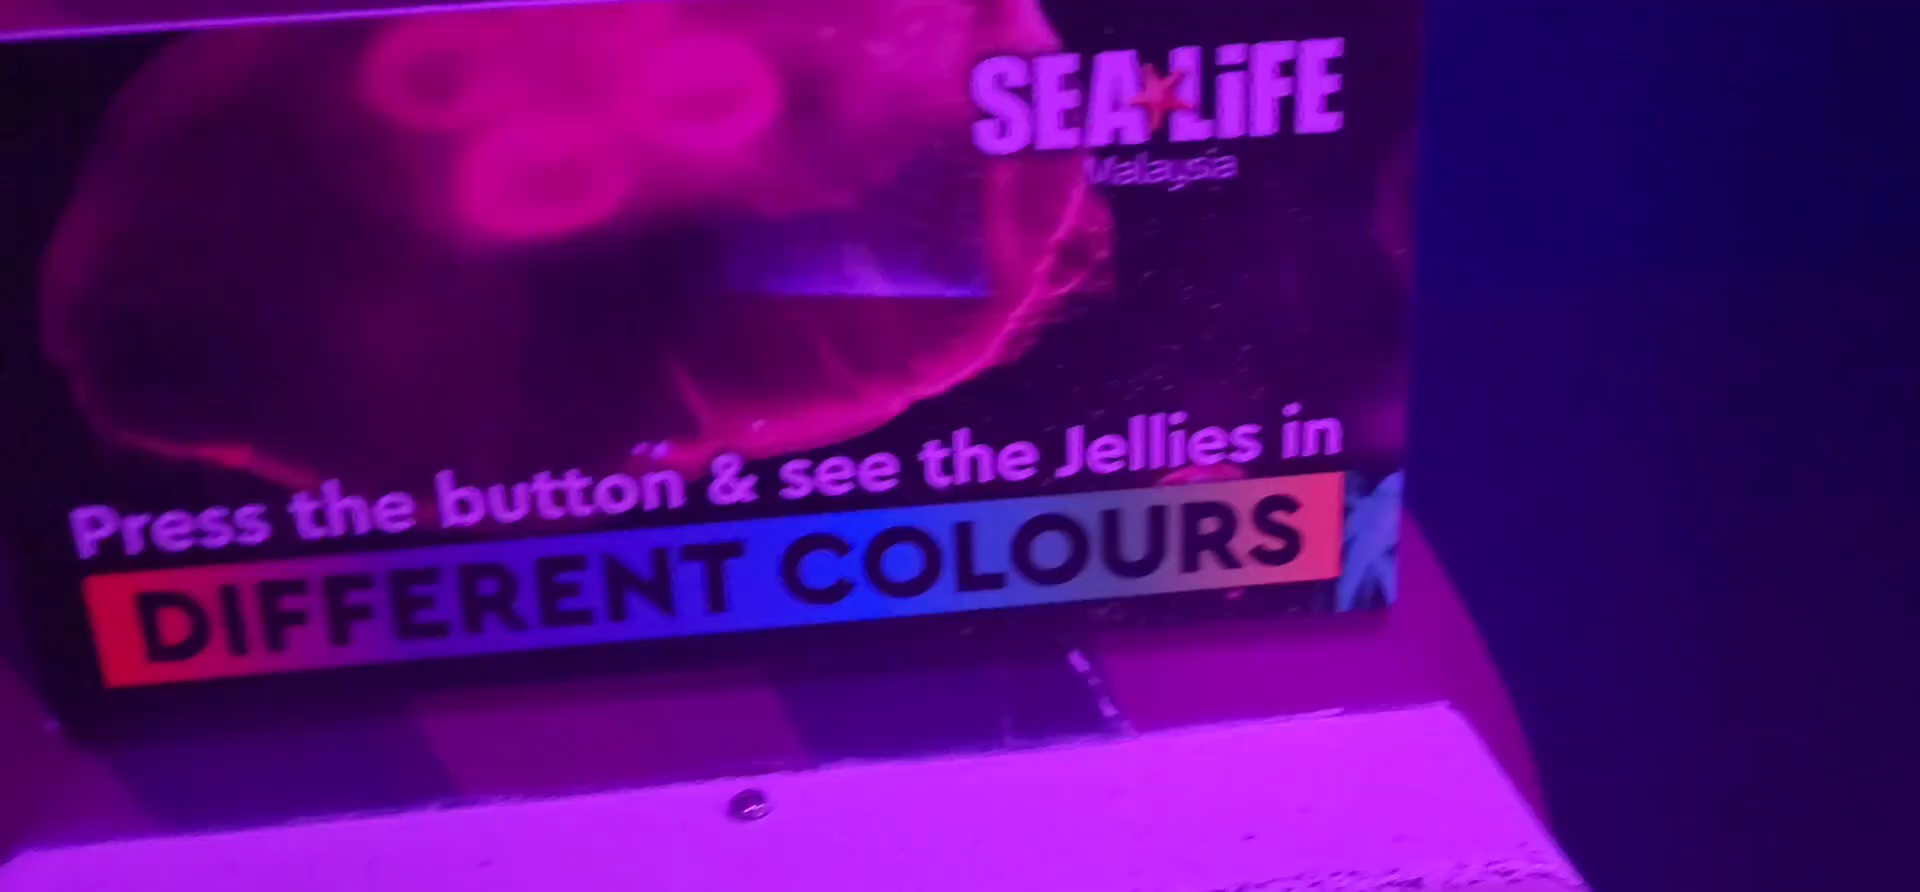 SEA LiFE
Malaysia
Press the button & see the Jellies in
DIFFERENT COLOURS